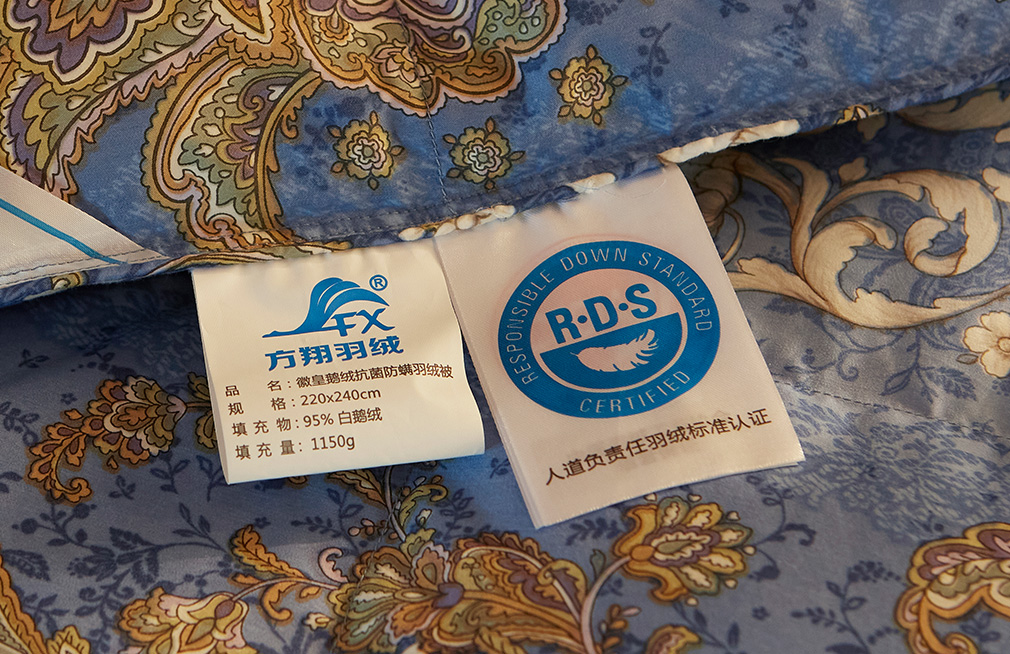 FX®
方翔羽绒
品 名：徽皇鹅绒抗菌防螨羽绒被
规 格：220x240cm
填 充 物：95% 白鹅绒
填 充 量：1150g
RESPONSIBLE DOWN STANDARD
R·D·S
CERTIFIED
人道负责任羽绒标准认证